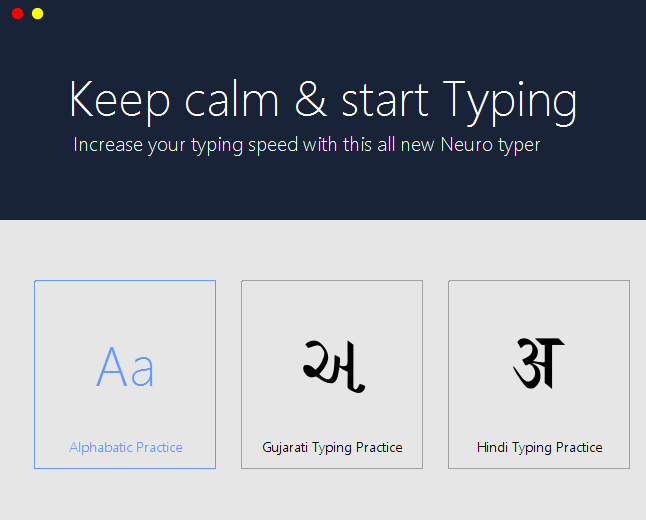 Keep calm & start Typing
Increase your typing speed with this all new Neuro typer
Aa
અ
अ
Alphabatic Practice
Gujarati Typing Practice
Hindi Typing Practice